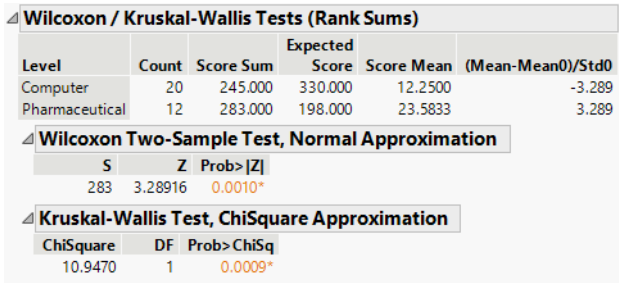 Wilcoxon / Kruskal-Wallis Tests (Rank Sums)
Expected
Level Count Score Sum Score Score Mean (Mean-Mean0)/Std0
Computer 20 245.000 330.000 12.2500 -3.289
Pharmaceutical 12 283.000 198.000 23.5833 3.289
Wilcoxon Two-Sample Test, Normal Approximation
S Z Prob>|Z|
283 3.28916 0.0010*
Kruskal-Wallis Test, ChiSquare Approximation
ChiSquare DF Prob>ChiSq
10.9470 1 0.0009*